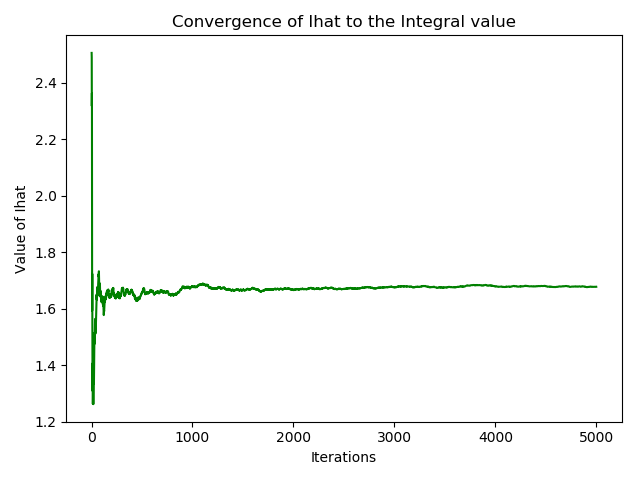 Convergence of Ihat to the Integral value
Value of Ihat
2.4
2.2
2.0
1.8
1.6
1.4
1.2
0 1000 2000 3000 4000 5000
Iterations